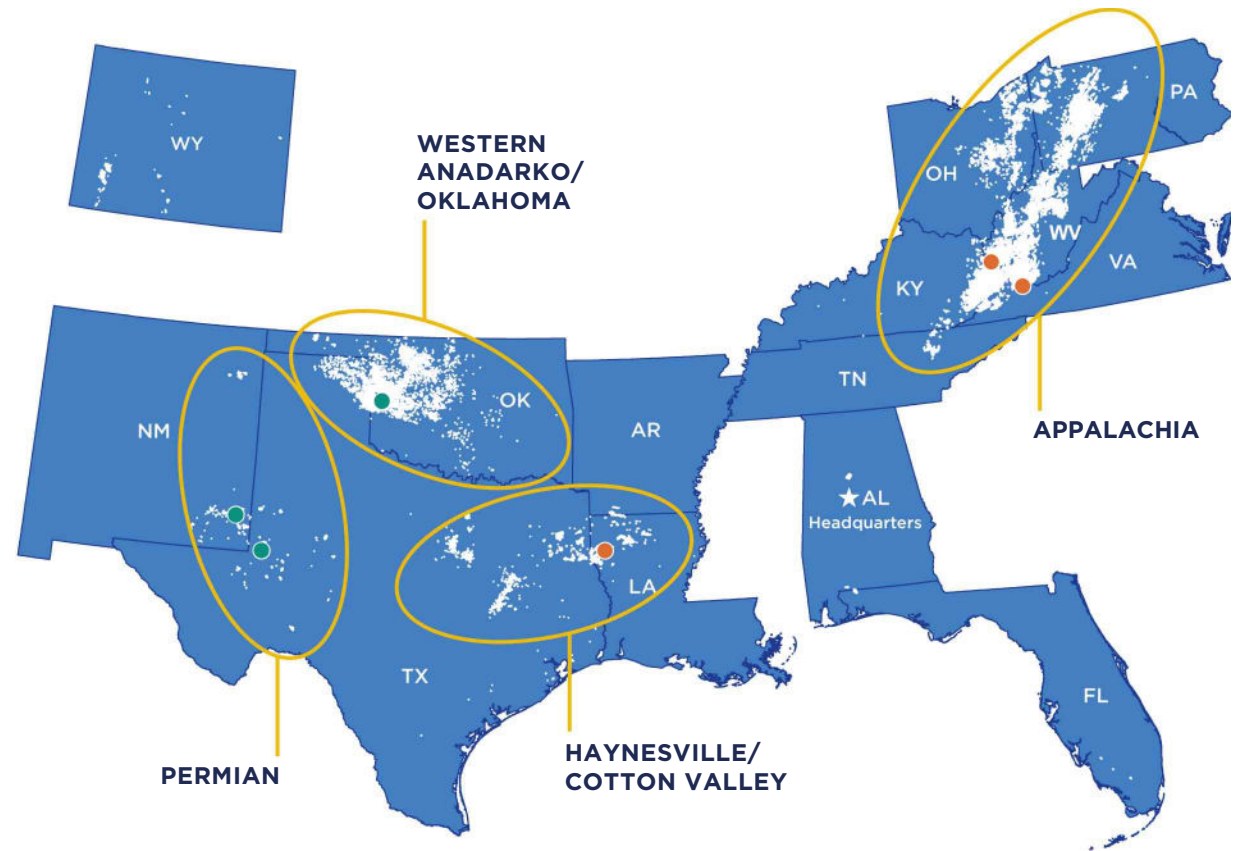 WY
WESTERN
ANADARKO/
OKLAHOMA
PA
OH
WV
VA
KY
TN
NM
OK
AR
APPALACHIA
AL
Headquarters
LA
TX
FL
PERMIAN
HAYNESVILLE/
COTTON VALLEY